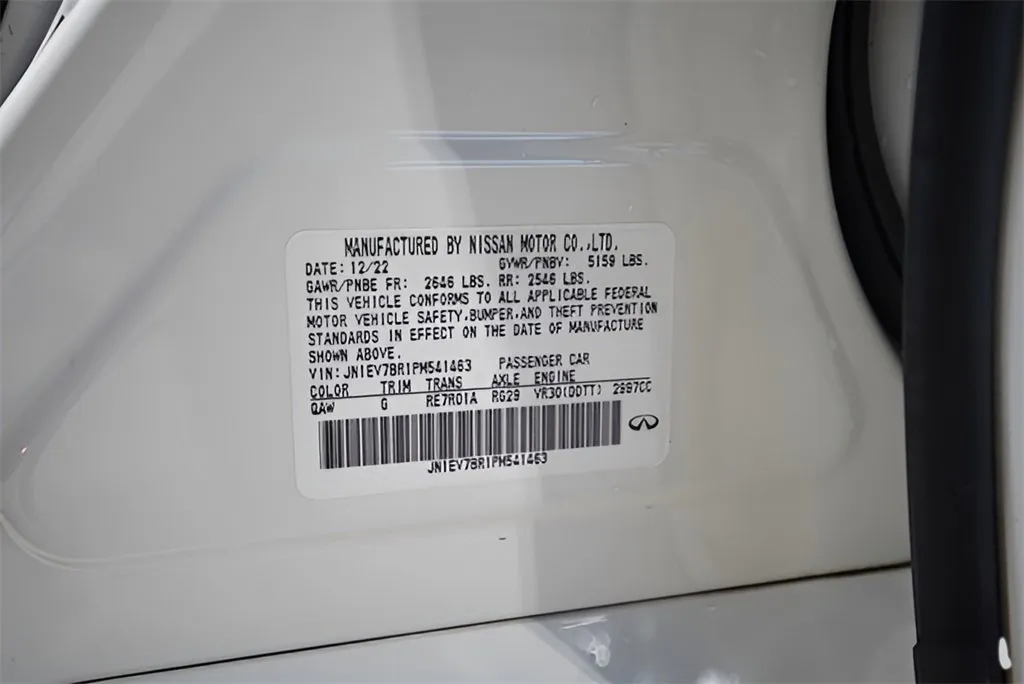 MANUFACTURED BY NISSAN MOTOR CO.,LTD.
DATE: 12/22 GVWR/PNBV: 5159 LBS.
GAWR/PNBE FR: 2646 LBS. RR: 2546 LBS.
THIS VEHICLE CONFORMS TO ALL APPLICABLE FEDERAL
MOTOR VEHICLE SAFETY,BUMPER,AND THEFT PREVENTION
STANDARDS IN EFFECT ON THE DATE OF MANUFACTURE
SHOWN ABOVE.
VIN: JN1EV7BR1PM541463 PASSENGER CAR
COLOR TRIM TRANS AXLE ENGINE
QAW G RE7R01A RG29 VR30(DDTT) 2997CC
JN1EV7BR1PM541463